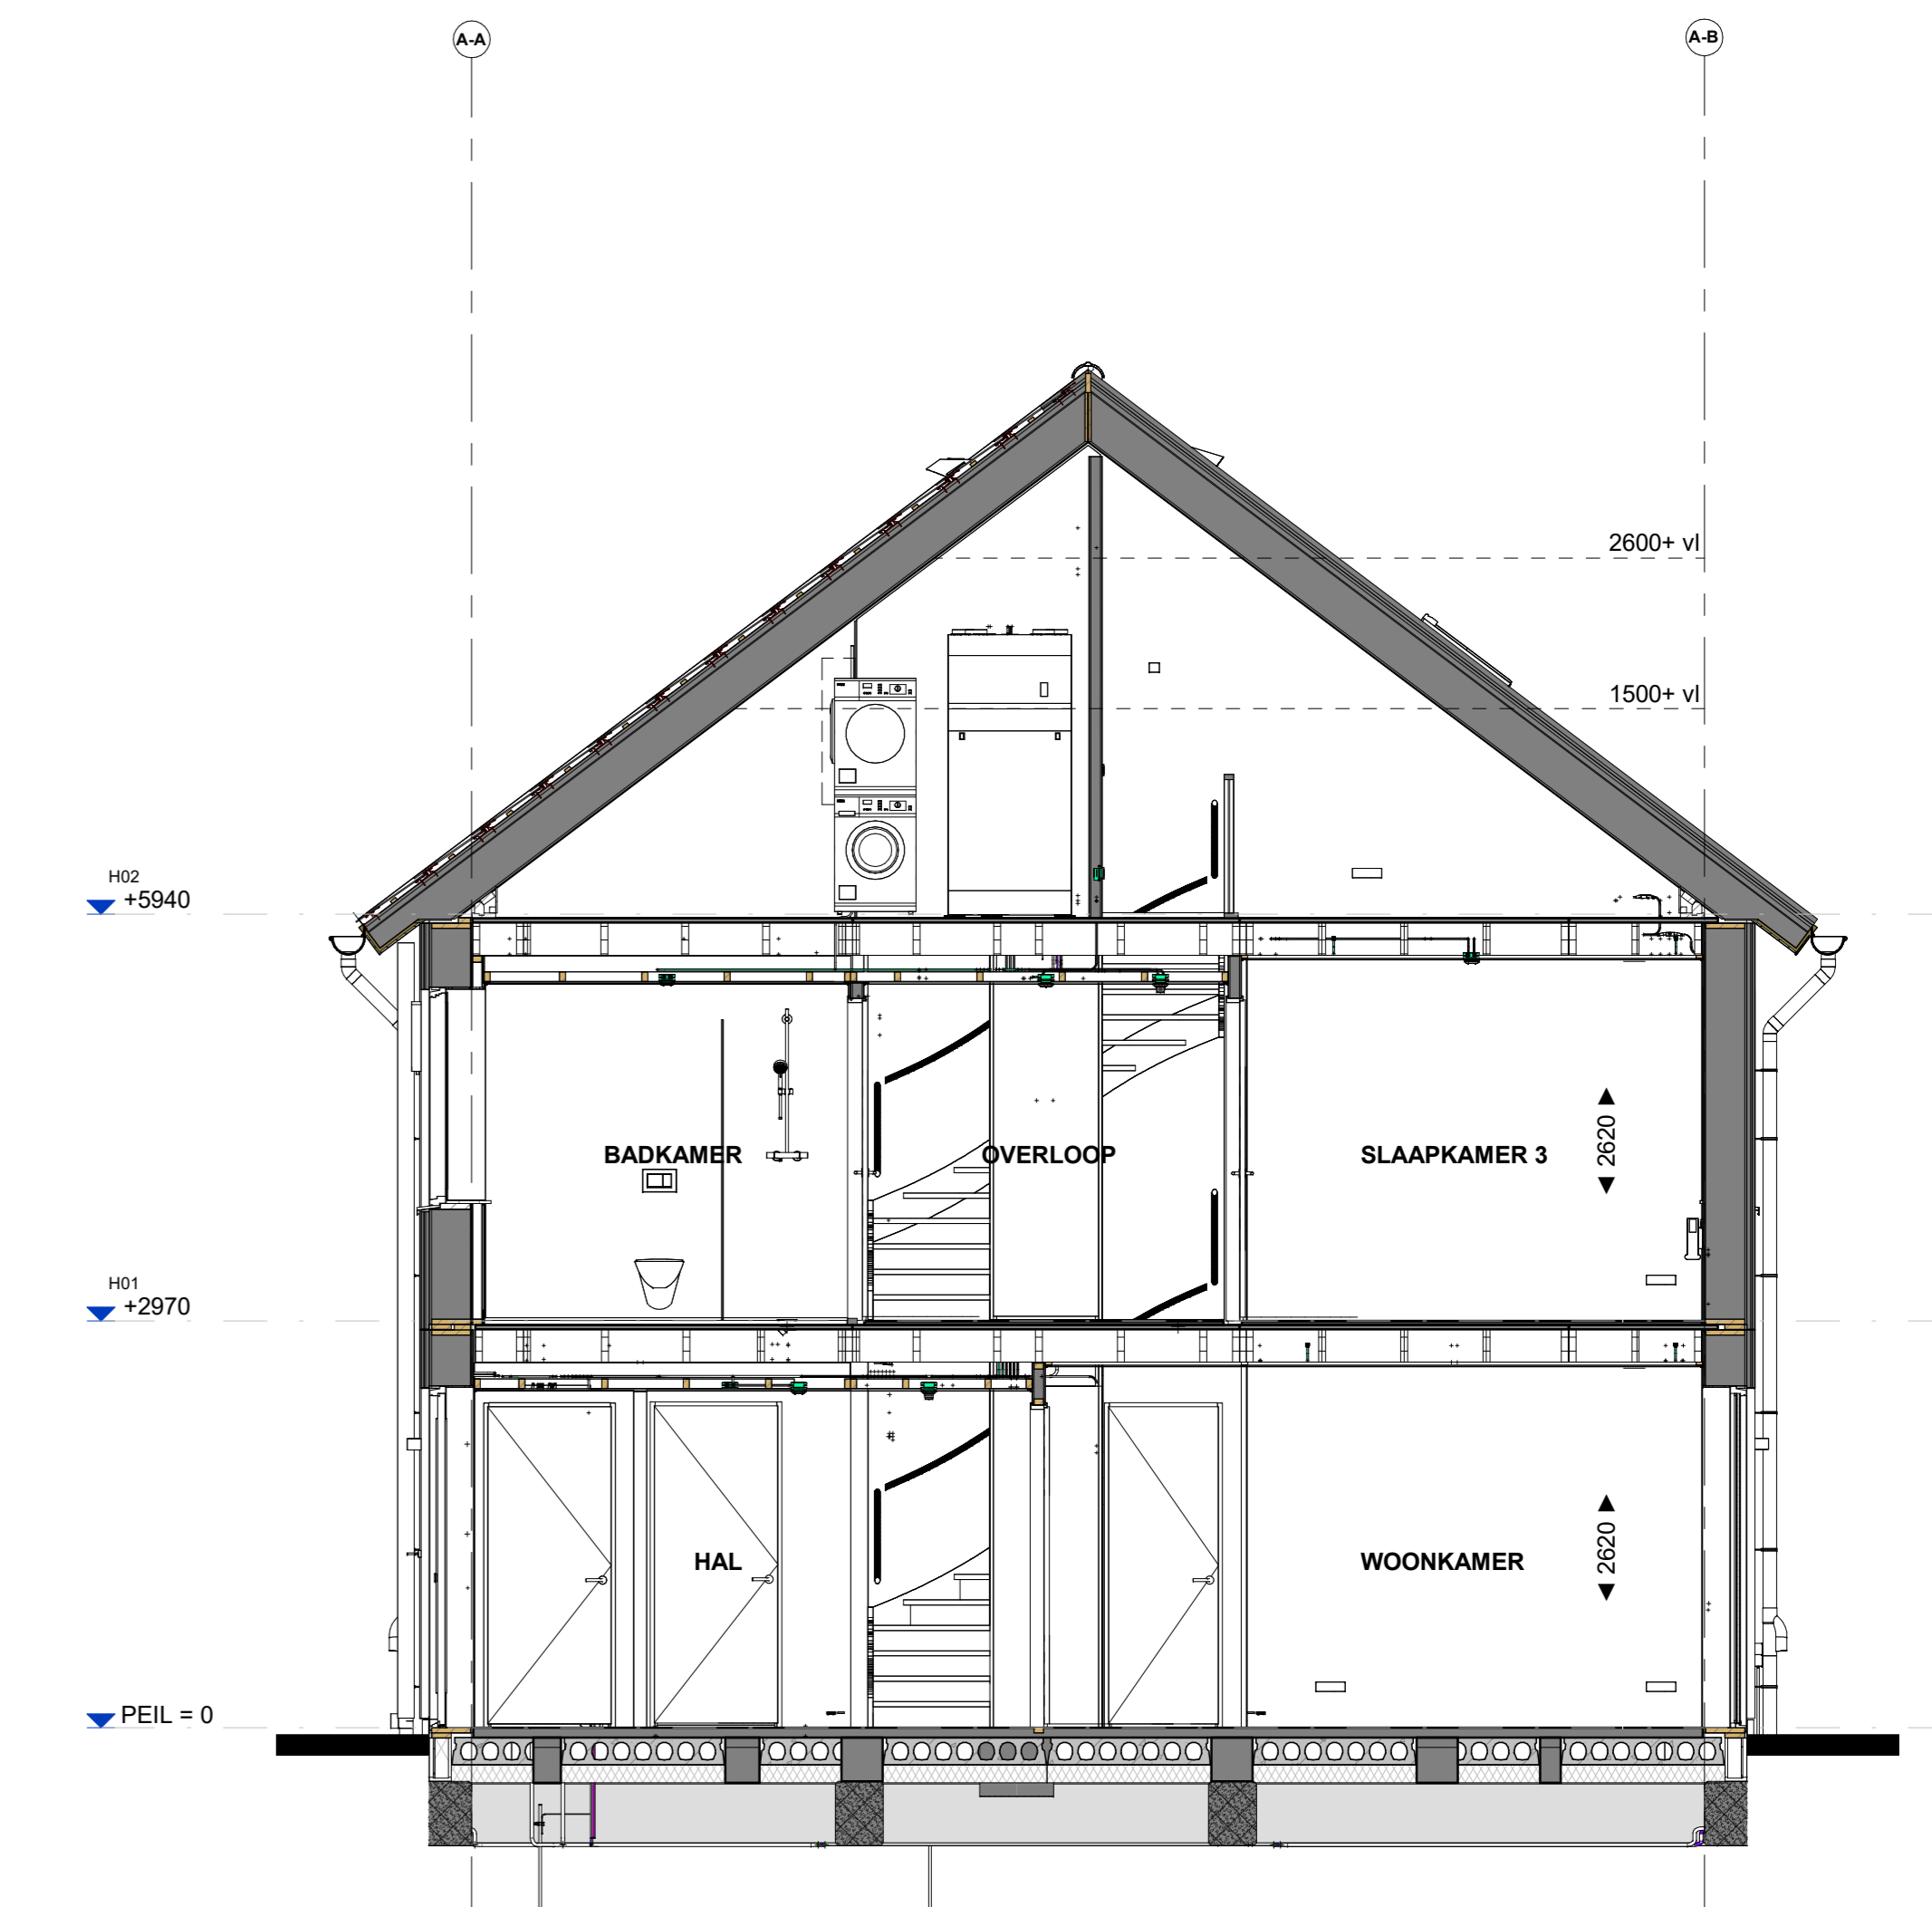 A-A
A-B
2600+ vl
1500+ vl
H02
+5940
BADKAMER
OVERLOOP
SLAAPKAMER 3
2620
H01
+2970
HAL
WOONKAMER
2620
PEIL = 0